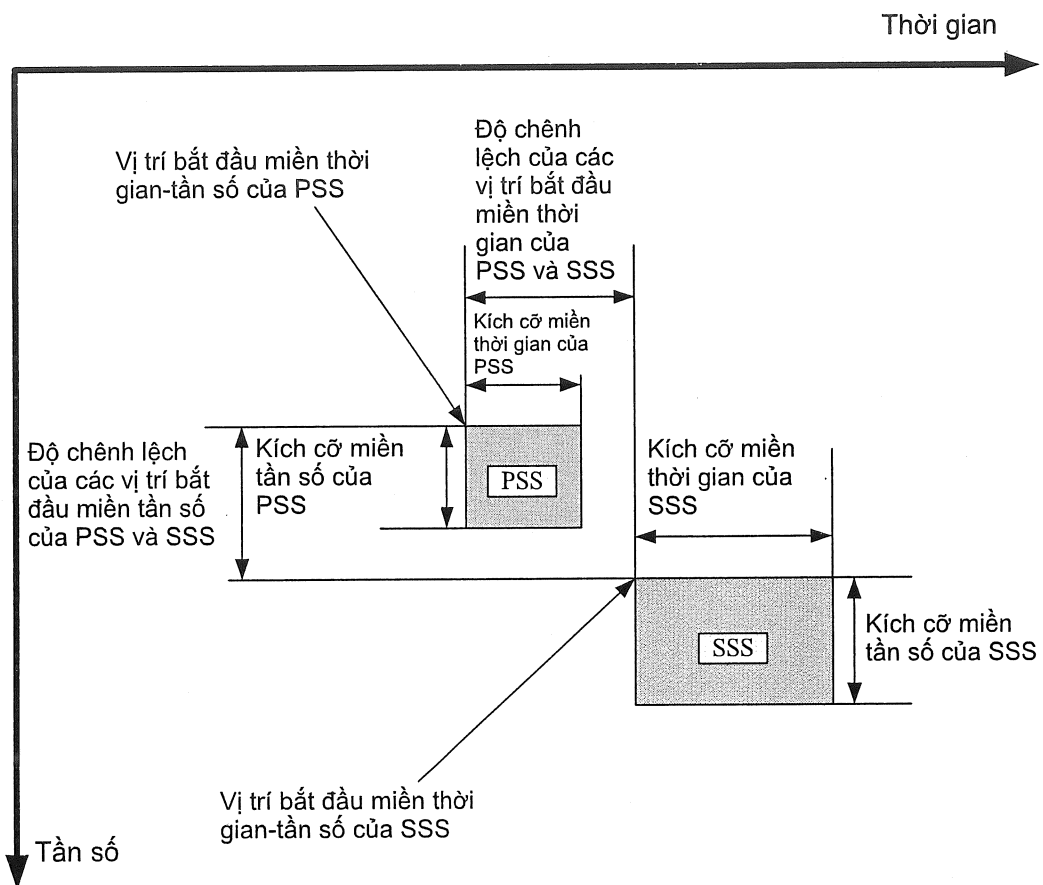 Thời gian
Độ chênh
lệch của các
vị trí bắt đầu
miền thời
gian của
PSS và SSS
Vị trí bắt đầu miền thời
gian-tần số của PSS
Kích cỡ miền
thời gian của
PSS
Độ chênh lệch
của các vị trí bắt
đầu miền tần số
của PSS và SSS
Kích cỡ miền
tần số của
PSS
PSS
Kích cỡ miền
thời gian của
SSS
SSS
Kích cỡ miền
tần số của SSS
Vị trí bắt đầu miền thời
gian-tần số của SSS
Tần số